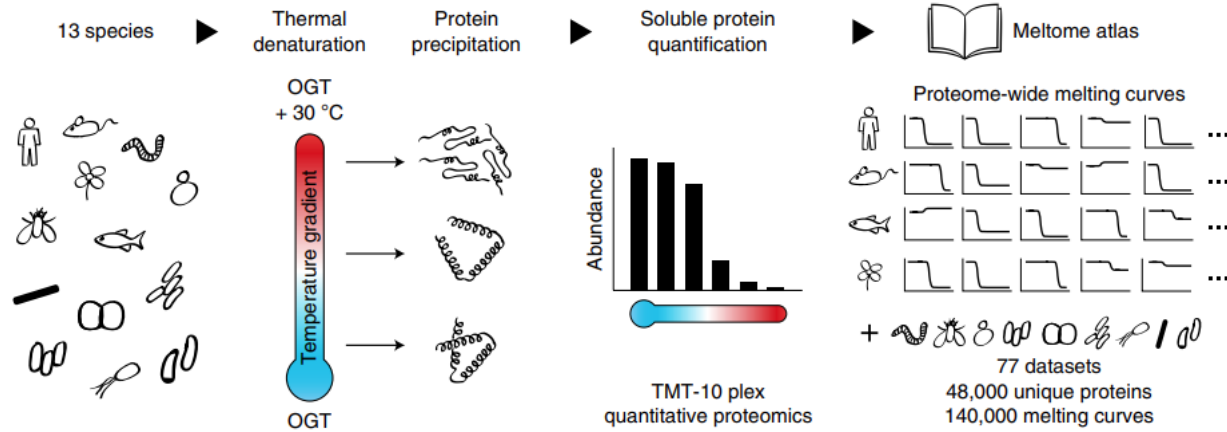 13 species
Thermal
denaturation
Protein
precipitation
Soluble protein
quantification
Meltome atlas
OGT
+ 30 °C
Temperature gradient
OGT
Abundance
TMT-10 plex
quantitative proteomics
Proteome-wide melting curves
...
...
...
...
+
77 datasets
48,000 unique proteins
140,000 melting curves